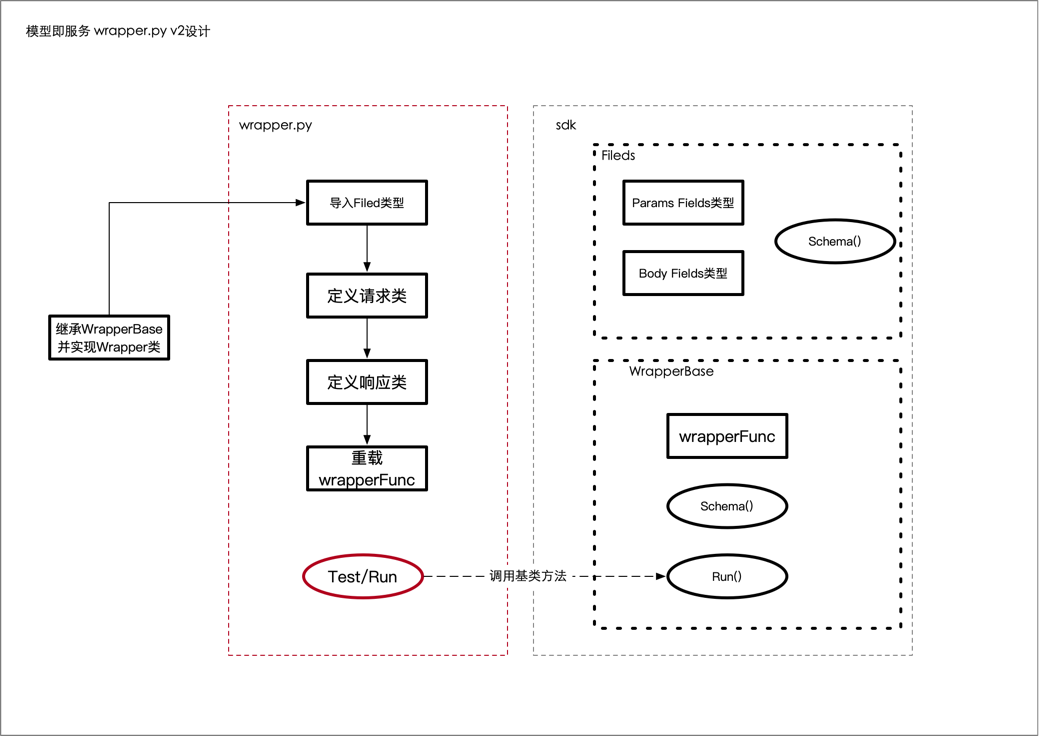 模型即服务 wrapper.py v2设计
wrapper.py
导入Filed类型
定义请求类
定义响应类
重载
wrapperFunc
Test/Run
继承WrapperBase
并实现Wrapper类
调用基类方法
sdk
Fileds
Params Fields类型
Body Fields类型
Schema()
WrapperBase
wrapperFunc
Schema()
Run()